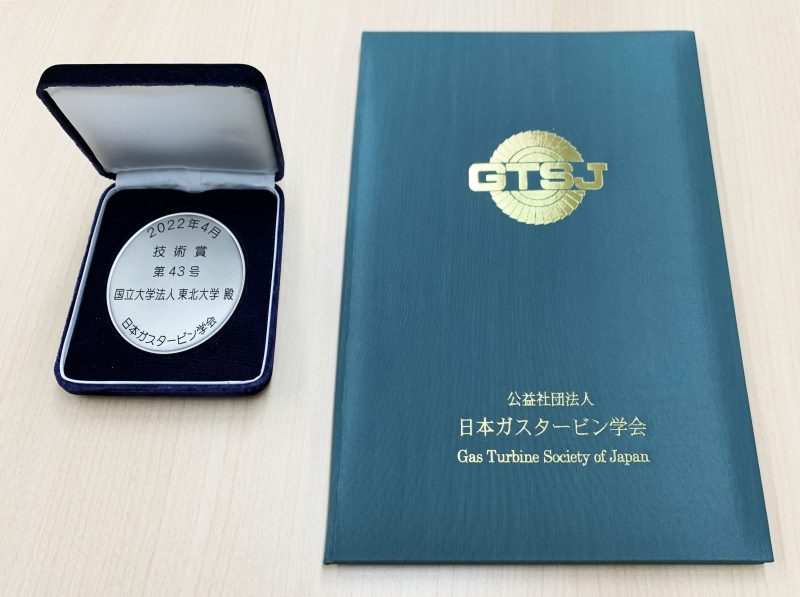 2022年4月
技術賞
第43号
国立大学法人 東北大学 殿
日本ガスタービン学会
GTSJ
公益社団法人
日本ガスタービン学会
Gas Turbine Society of Japan